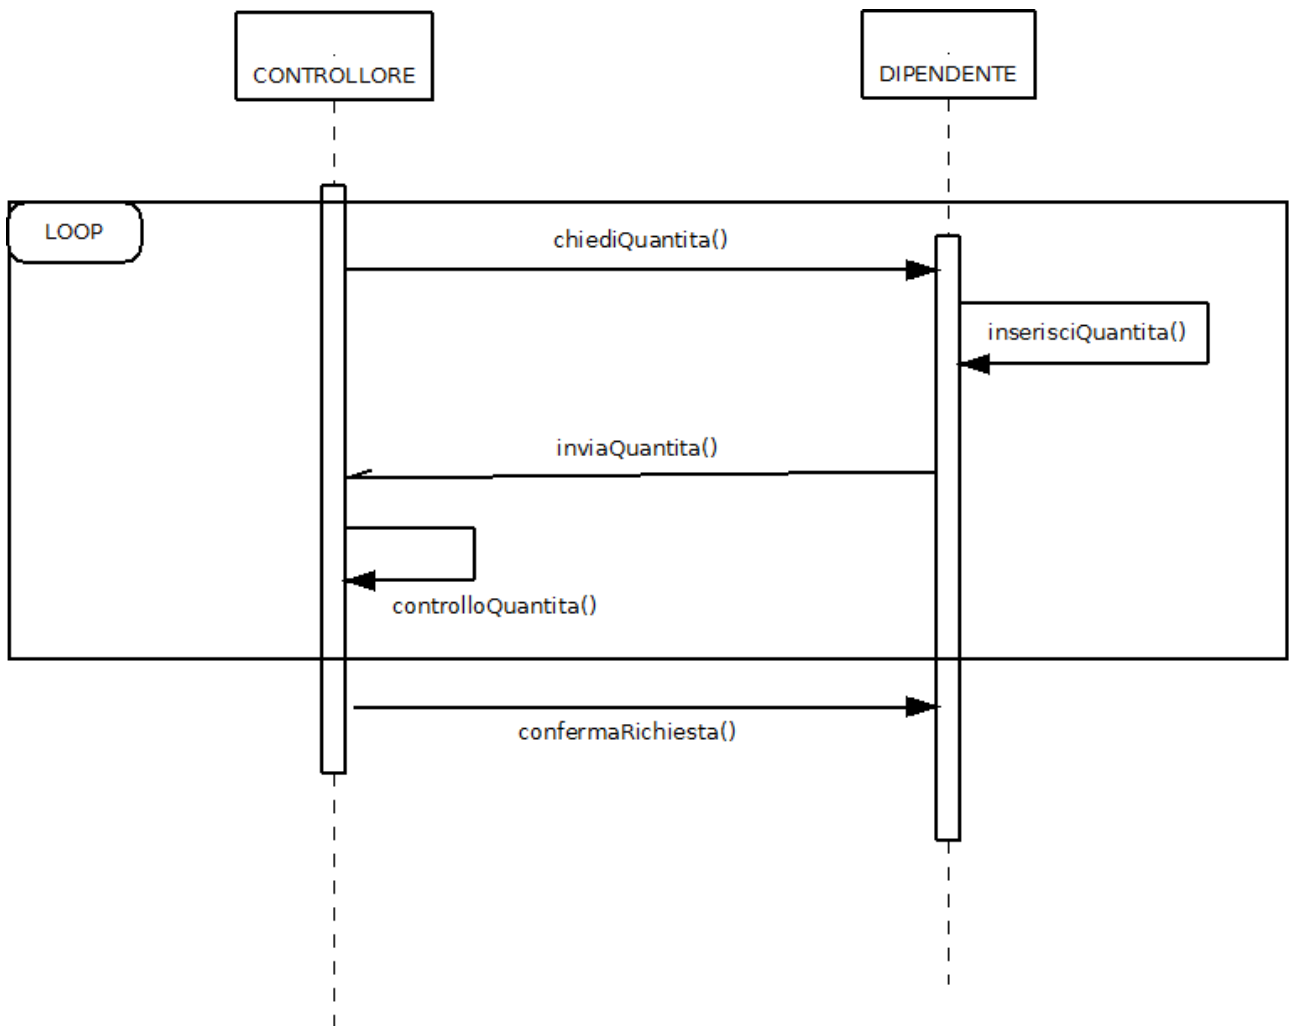 CONTROLLORE
DIPENDENTE
LOOP
chiediQuantita()
inserisciQuantita()
inviaQuantita()
controlloQuantita()
confermaRichiesta()